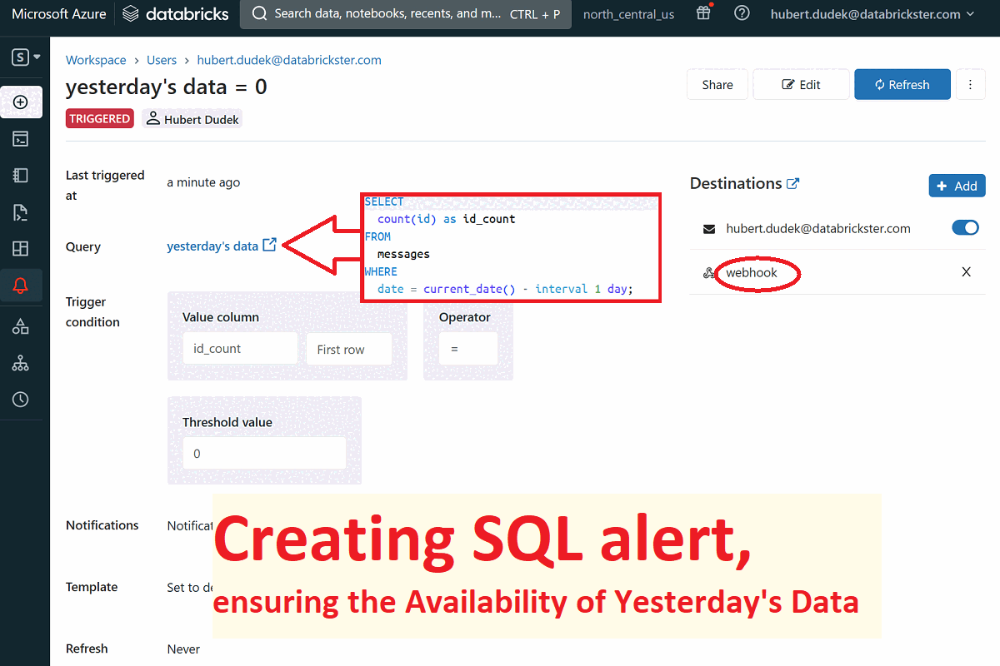 Microsoft Azure databricks Search data, notebooks, recents, and m... CTRL + P north_central_us hubert.dudek@databrickster.com
S
Workspace > Users > hubert.dudek@databrickster.com
yesterday's data = 0
Share Edit Refresh
TRIGGERED Hubert Dudek
Last triggered
at
a minute ago
Destinations
Add
SELECT
count(id) as id_count
FROM
messages
WHERE
date = current_date() - interval 1 day;
hubert.dudek@databrickster.com
webhook X
Query yesterday's data
Trigger
condition
Value column
id_count First row
Operator
=
Threshold value
0
Creating SQL alert,
ensuring the Availability of Yesterday's Data
Notifications Notificat
Template Set to de
Refresh Never